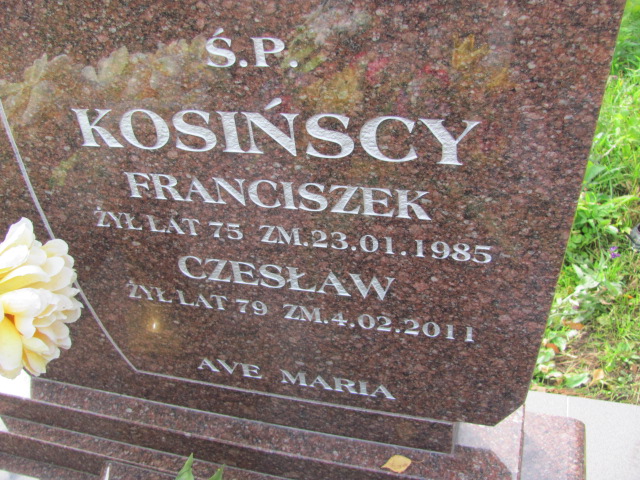 Ś.P.
KOSIŃSCY
FRANCISZEK
ŻYŁ LAT 75 ZM.23.01.1985
CZESŁAW
ŻYŁ LAT 79 ZM.4.02.2011
AVE MARIA